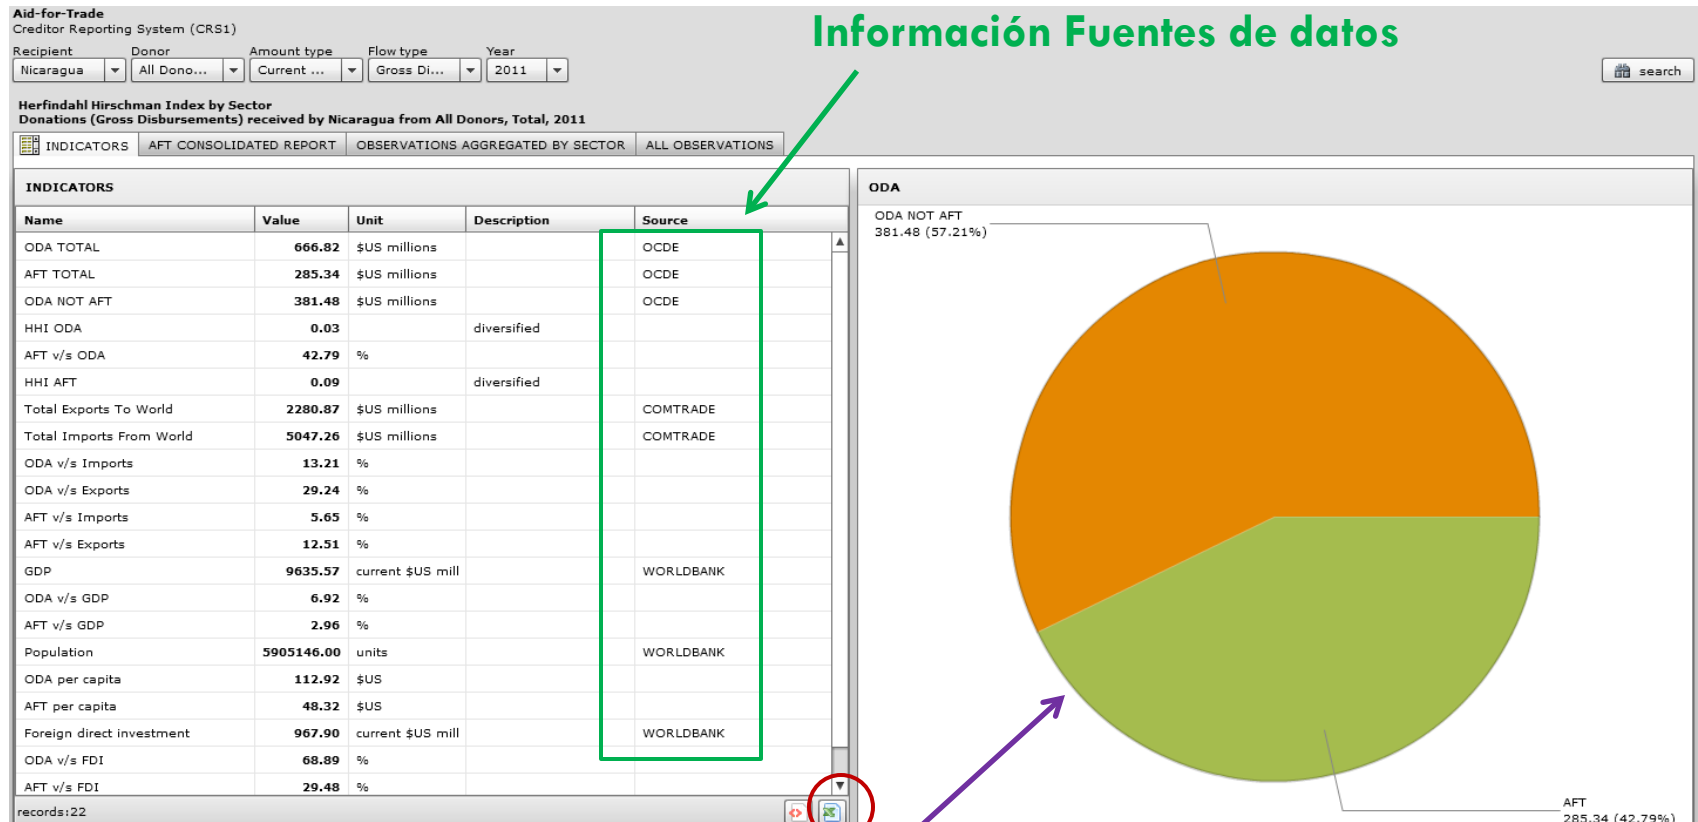 Aid-for-Trade
Creditor Reporting System (CRS1)
Información Fuentes de datos
Recipient Donor Amount type Flow type Year
Nicaragua All Dono... Current ... Gross Di... 2011 search
Herfindahl Hirschman Index by Sector
Donations (Gross Disbursements) received by Nicaragua from All Donors, Total, 2011
INDICATORS AFT CONSOLIDATED REPORT OBSERVATIONS AGGREGATED BY SECTOR ALL OBSERVATIONS
INDICATORS
Name Value Unit Description Source
ODA TOTAL 666.82 $US millions OCDE
AFT TOTAL 285.34 $US millions OCDE
ODA NOT AFT 381.48 $US millions OCDE
HHI ODA 0.03 diversified
AFT v/s ODA 42.79 %
HHI AFT 0.09 diversified
Total Exports To World 2280.87 $US millions COMTRADE
Total Imports From World 5047.26 $US millions COMTRADE
ODA v/s Imports 13.21 %
ODA v/s Exports 29.24 %
AFT v/s Imports 5.65 %
AFT v/s Exports 12.51 %
GDP 9635.57 current $US mill WORLDBANK
ODA v/s GDP 6.92 %
AFT v/s GDP 2.96 %
Population 5905146.00 units WORLDBANK
ODA per capita 112.92 $US
AFT per capita 48.32 $US
Foreign direct investment 967.90 current $US mill WORLDBANK
ODA v/s FDI 68.89 %
AFT v/s FDI 29.48 %
records:22
ODA
ODA NOT AFT
381.48 (57.21%)
AFT
285.34 (42.79%)